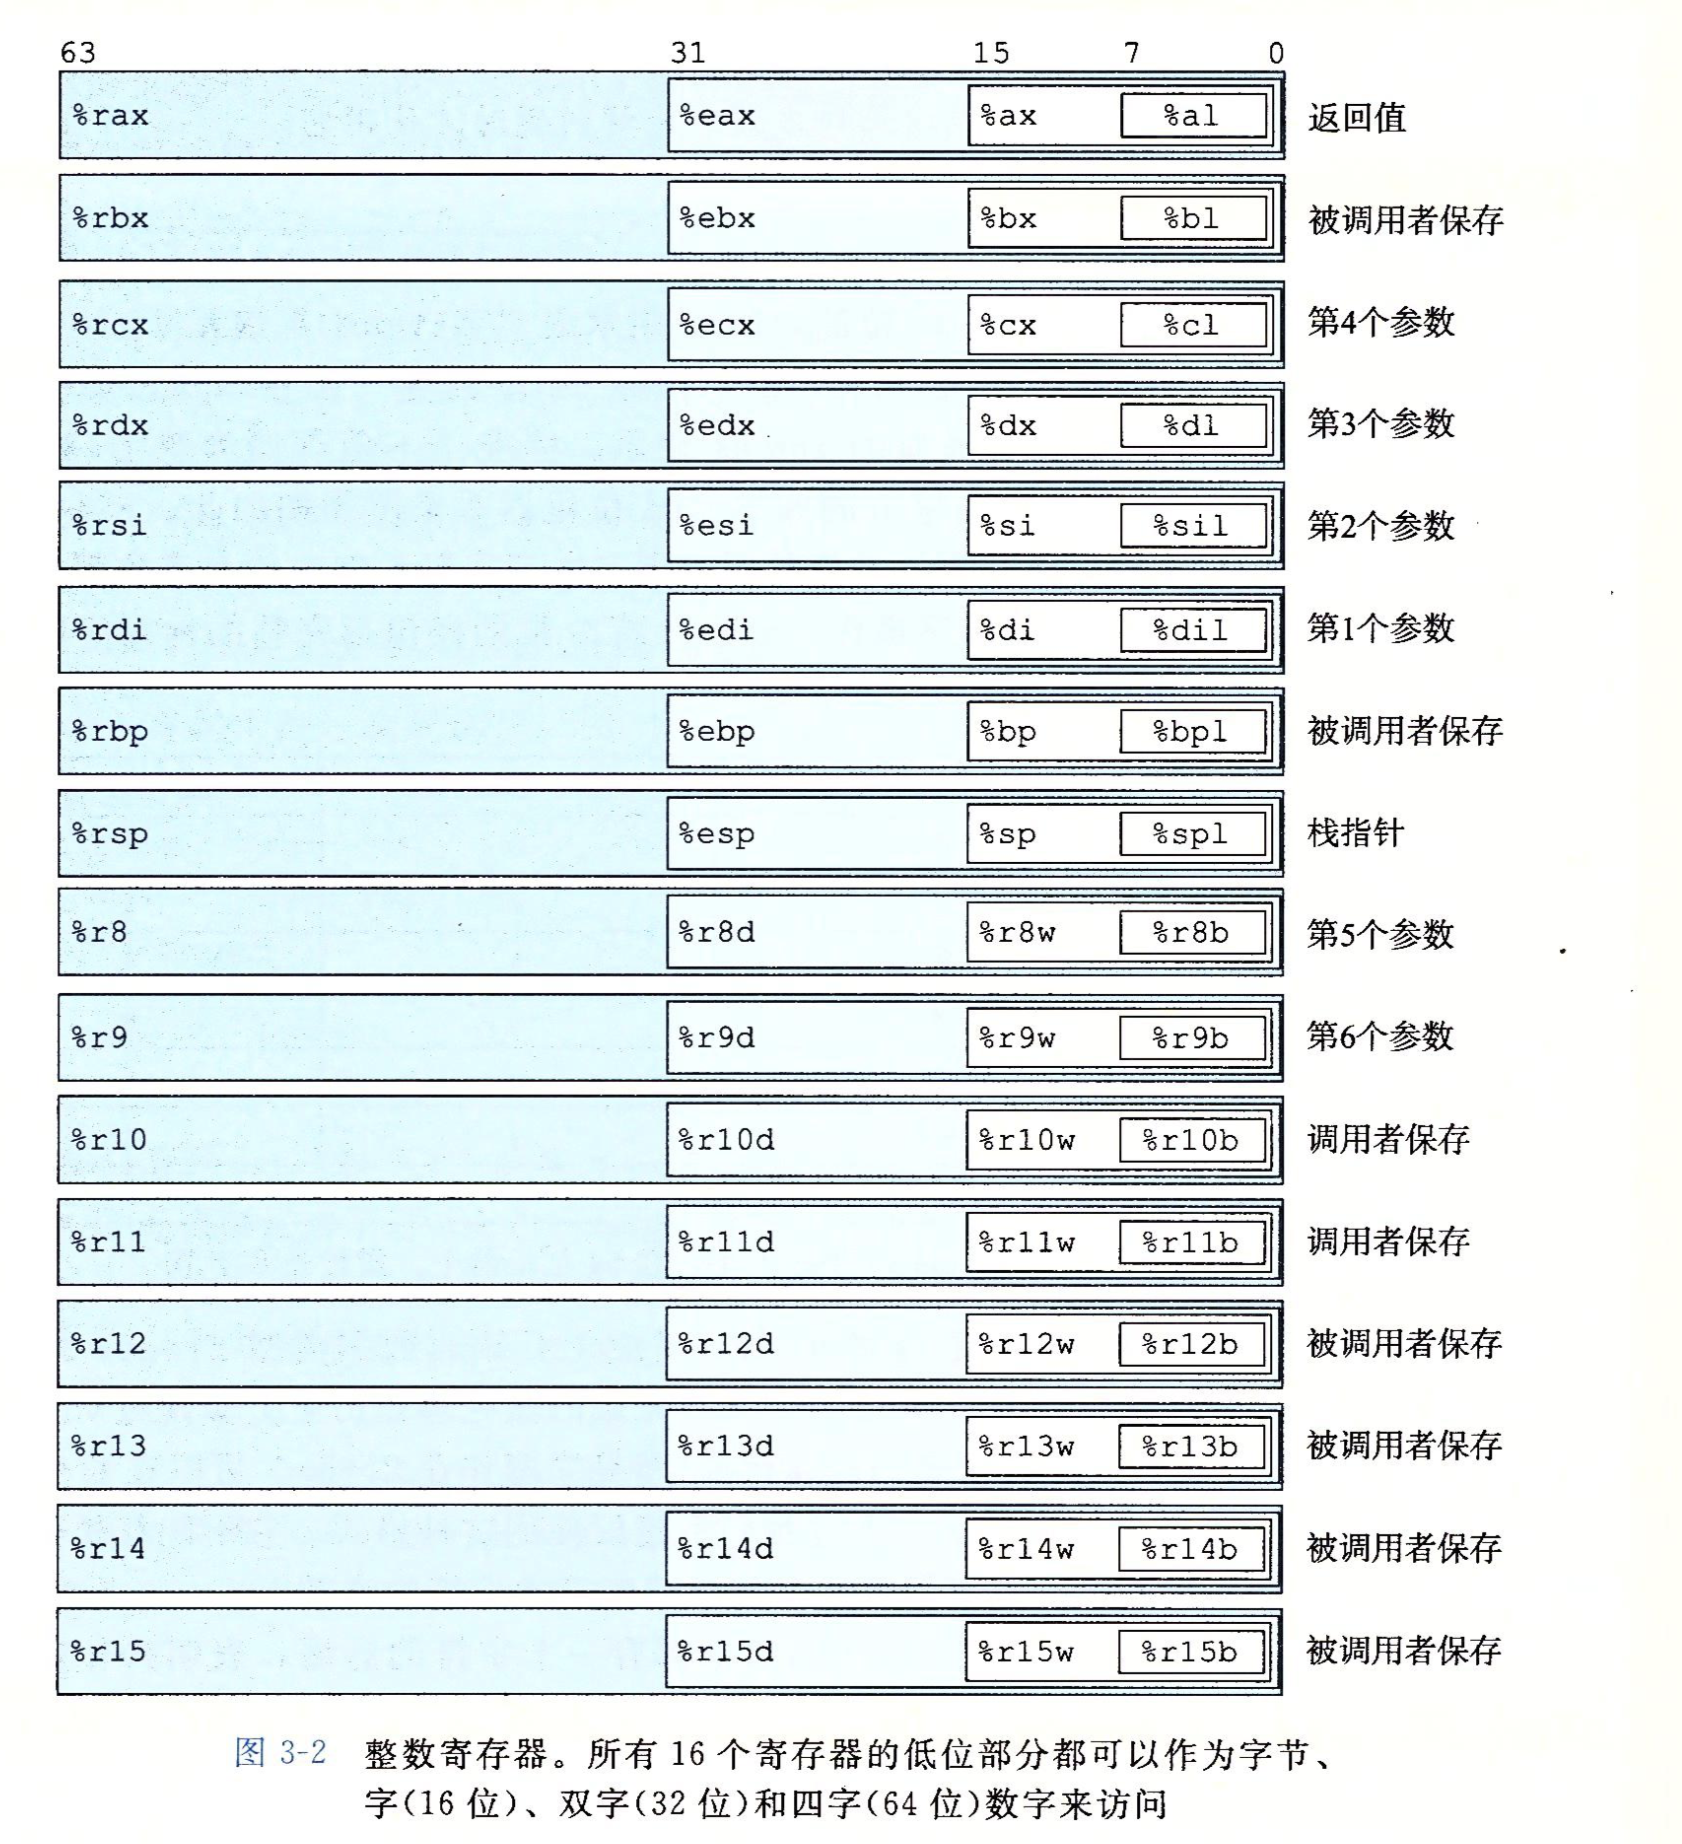 63 31 15 7 0
%rax %eax %ax %al 返回值
%rbx %ebx %bx %bl 被调用者保存
%rcx %ecx %cx %cl 第4个参数
%rdx %edx %dx %dl 第3个参数
%rsi %esi %si %sil 第2个参数
%rdi %edi %di %dil 第1个参数
%rbp %ebp %bp %bpl 被调用者保存
%rsp %esp %sp %spl 栈指针
%r8 %r8d %r8w %r8b 第5个参数
%r9 %r9d %r9w %r9b 第6个参数
%r10 %r10d %r10w %r10b 调用者保存
%r11 %r11d %r11w %r11b 调用者保存
%r12 %r12d %r12w %r12b 被调用者保存
%r13 %r13d %r13w %r13b 被调用者保存
%r14 %r14d %r14w %r14b 被调用者保存
%r15 %r15d %r15w %r15b 被调用者保存
图 3-2 整数寄存器。所有 16 个寄存器的低位部分都可以作为字节、
字(16 位)、双字(32 位)和四字(64 位)数字来访问